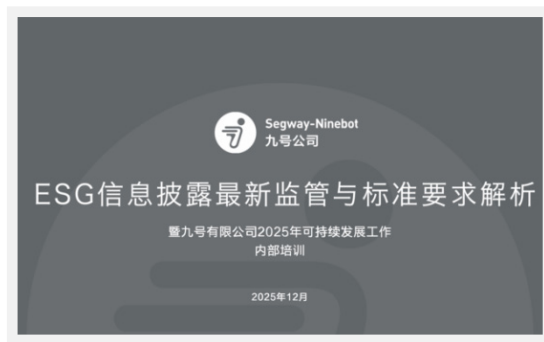 Segway-Ninebot
九号公司
ESG信息披露最新监管与标准要求解析
暨九号有限公司2025年可持续发展工作
内部培训
2025年12月